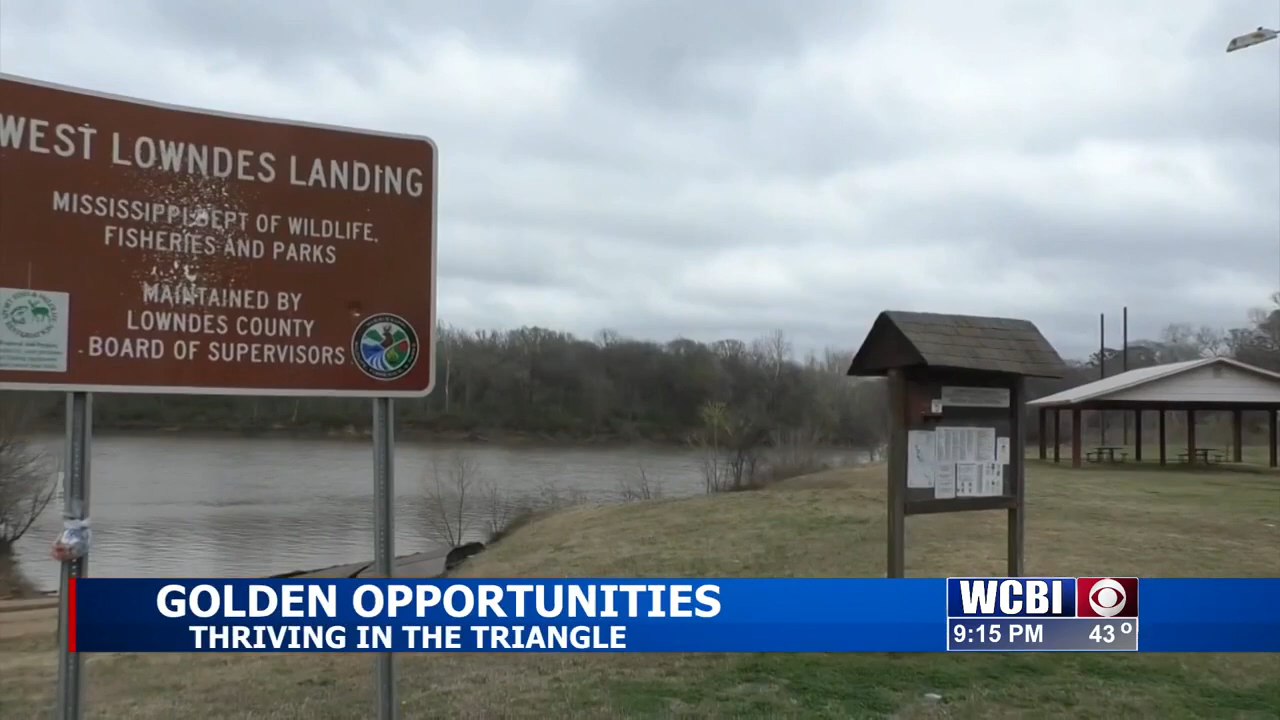 WEST LOWNDES LANDING
MISSISSIPPI DEPT OF WILDLIFE,
FISHERIES AND PARKS
MAINTAINED BY
LOWNDES COUNTY
BOARD OF SUPERVISORS
GOLDEN OPPORTUNITIES
THRIVING IN THE TRIANGLE
WCBI
9:15 PM 43°